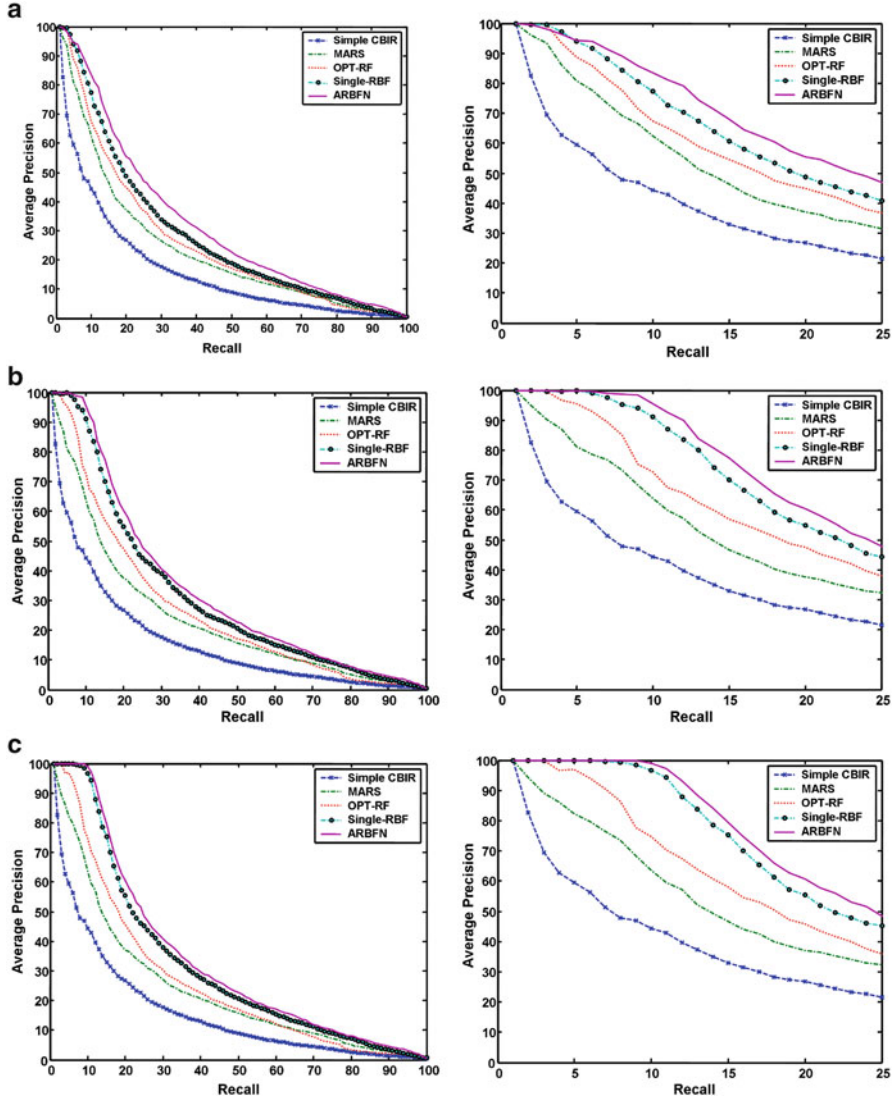 a
100
90
80
70
60
50
40
30
20
10
0
Average Precision
0 10 20 30 40 50 60 70 80 90 100
Recall
Simple CBIR
MARS
OPT-RF
Single-RBF
ARBFN
100
90
80
70
60
50
40
30
20
10
0
Average Precision
0 5 10 15 20 25
Recall
Simple CBIR
MARS
OPT-RF
Single-RBF
ARBFN
b
100
90
80
70
60
50
40
30
20
10
0
Average Precision
0 10 20 30 40 50 60 70 80 90 100
Recall
Simple CBIR
MARS
OPT-RF
Single-RBF
ARBFN
100
90
80
70
60
50
40
30
20
10
0
Average Precision
0 5 10 15 20 25
Recall
Simple CBIR
MARS
OPT-RF
Single-RBF
ARBFN
c
100
90
80
70
60
50
40
30
20
10
0
Average Precision
0 10 20 30 40 50 60 70 80 90 100
Recall
Simple CBIR
MARS
OPT-RF
Single-RBF
ARBFN
100
90
80
70
60
50
40
30
20
10
0
Average Precision
0 5 10 15 20 25
Recall
Simple CBIR
MARS
OPT-RF
Single-RBF
ARBFN